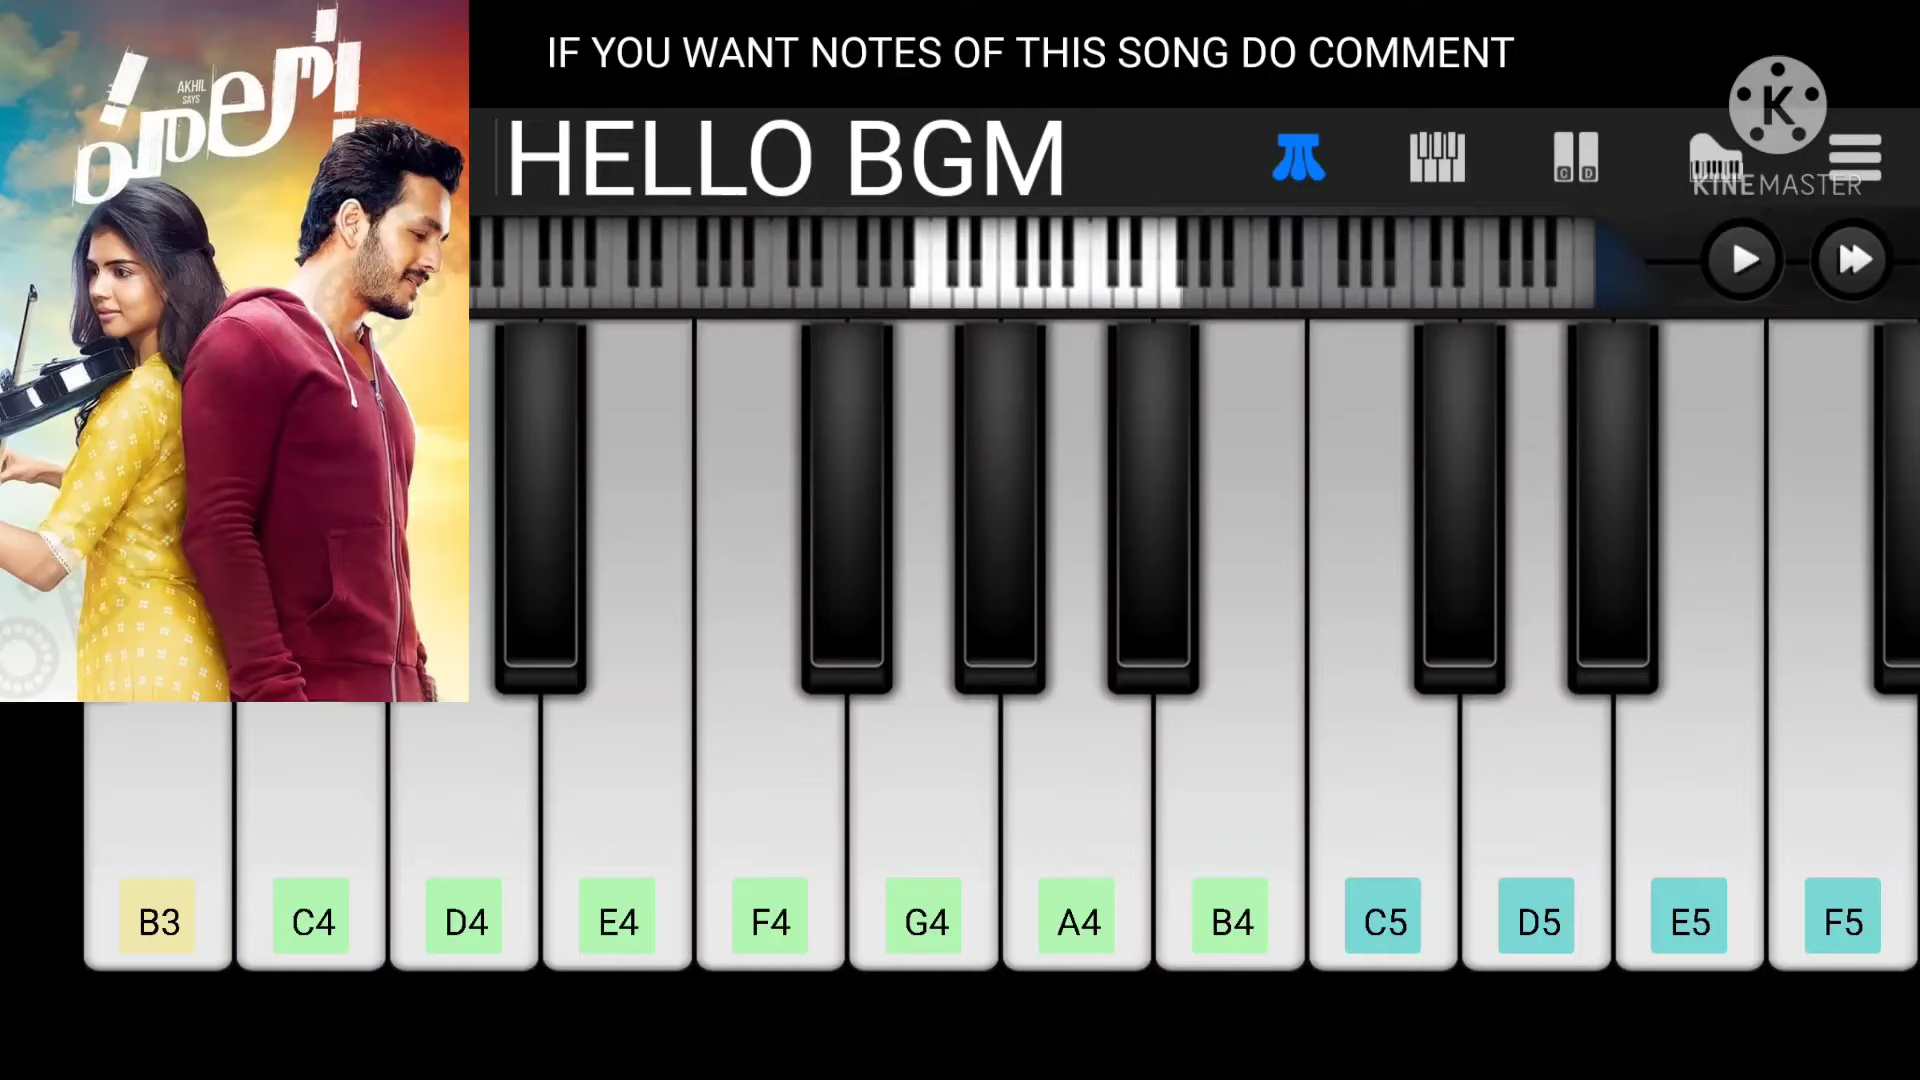 IF YOU WANT NOTES OF THIS SONG DO COMMENT
AKHIL
SAYS
HELLO BGM
K
KINEMASTER
C D
B3 C4 D4 E4 F4 G4 A4 B4 C5 D5 E5 F5